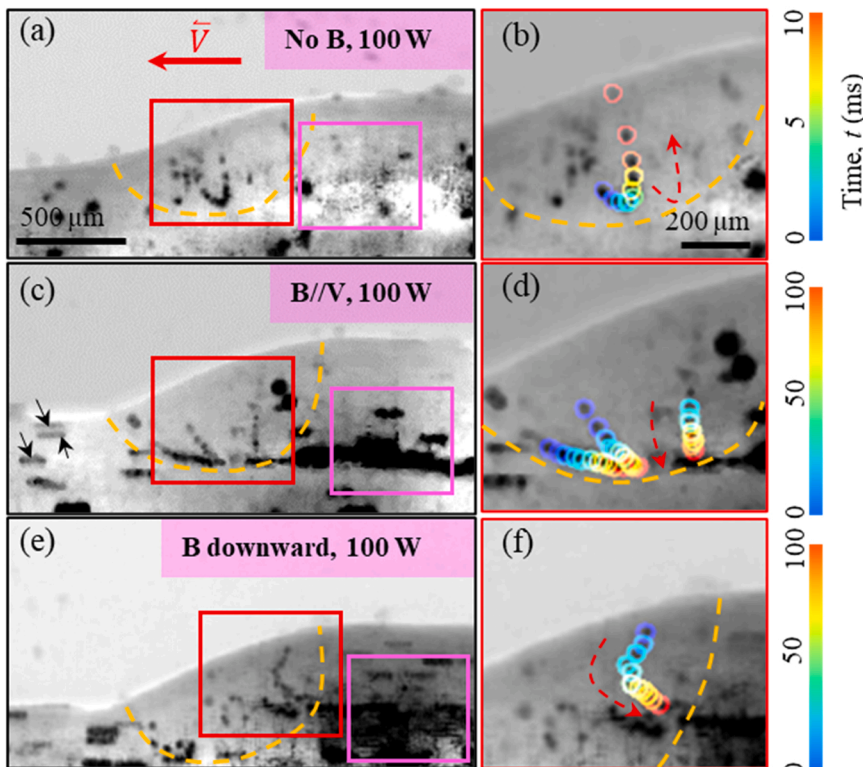 (a)
V
No B, 100 W
500 μm
(b)
200 μm
10
5
0
Time, t (ms)
(c)
B//V, 100 W
(d)
100
50
0
(e)
B downward, 100 W
(f)
100
50
0